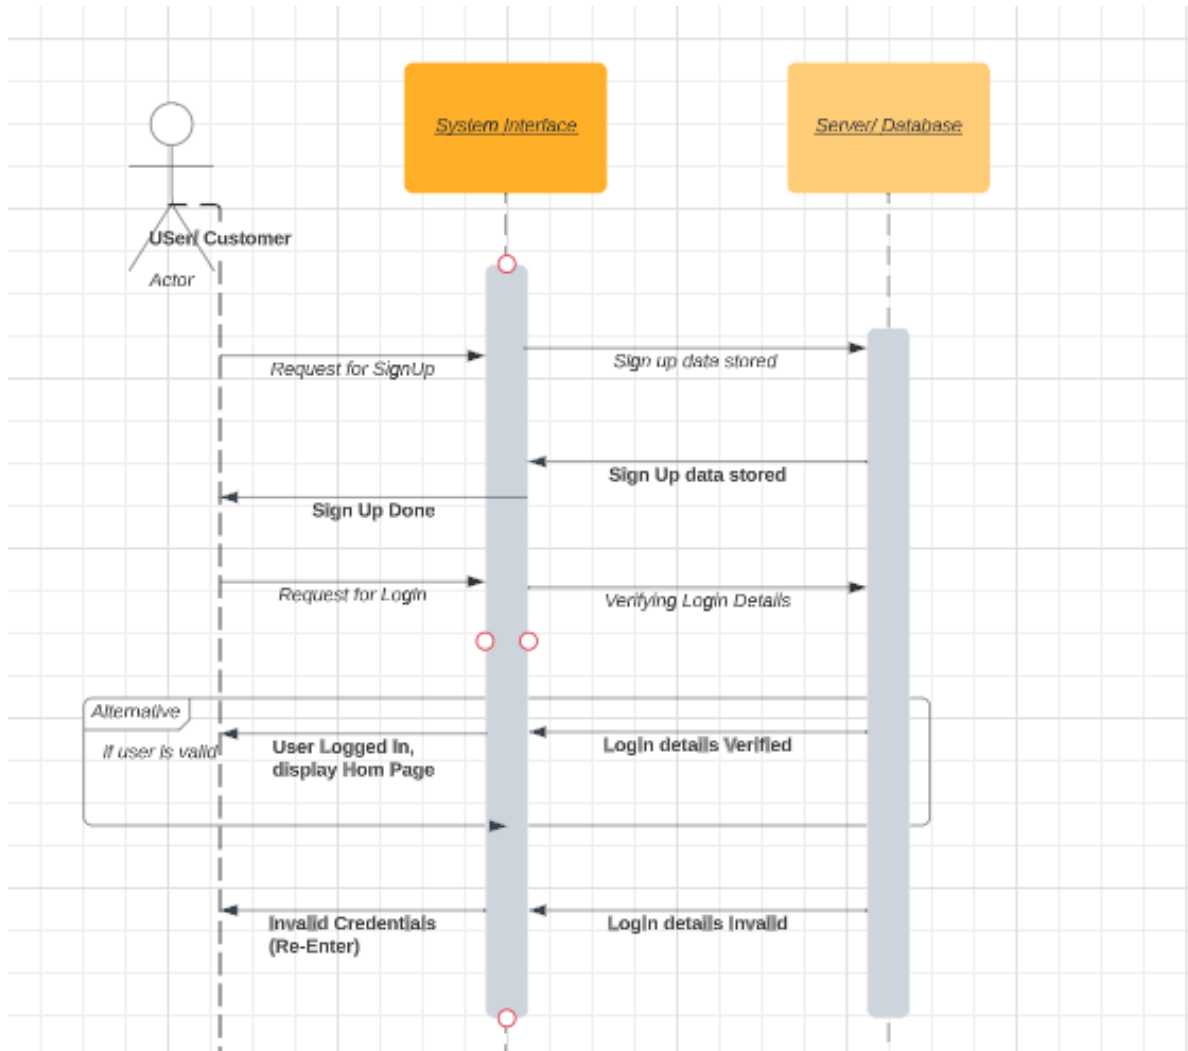 System Interface
Server/ Database
USer/ Customer
Actor
Request for SignUp
Sign up data stored
Sign Up data stored
Sign Up Done
Request for Login
Verifying Login Details
Alternative
If user is valid
User Logged In,
display Hom Page
Login details Verified
Invalid Credentials
(Re-Enter)
Login details Invalid